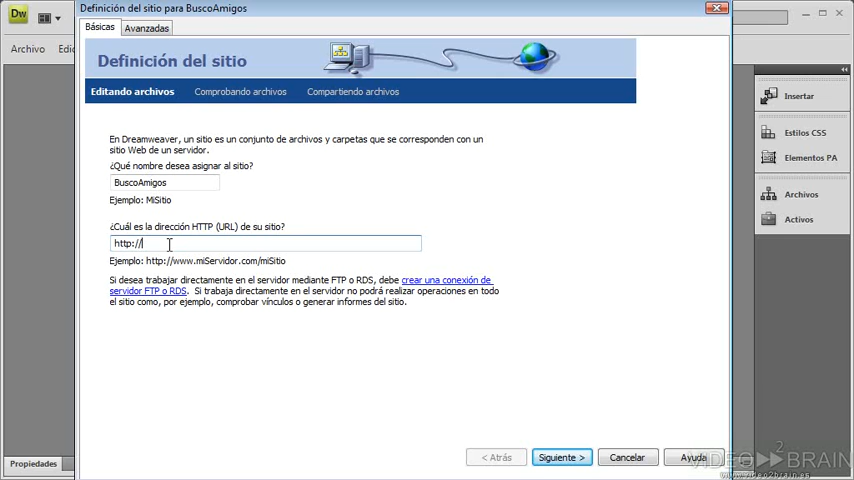 Definición del sitio para BuscoAmigos
Dw
Básicas
Avanzadas
Archivo
Definición del sitio
Editando archivos
Comprobando archivos
Compartiendo archivos
Insertar
Estilos CSS
Elementos PA
Archivos
Activos
En Dreamweaver, un sitio es un conjunto de archivos y carpetas que se corresponden con un
sitio Web de un servidor.
¿Qué nombre desea asignar al sitio?
BuscoAmigos
Ejemplo: MiSitio
¿Cuál es la dirección HTTP (URL) de su sitio?
http://
Ejemplo: http://www.miServidor.com/miSitio
Si desea trabajar directamente en el servidor mediante FTP o RDS, debe crear una conexión de
servidor FTP o RDS. Si trabaja directamente en el servidor no podrá realizar operaciones en todo
el sitio como, por ejemplo, comprobar vínculos o generar informes del sitio.
< Atrás
Siguiente >
Cancelar
Ayuda
Propiedades
VIDEO 2 BRAIN
www.video2brain.es